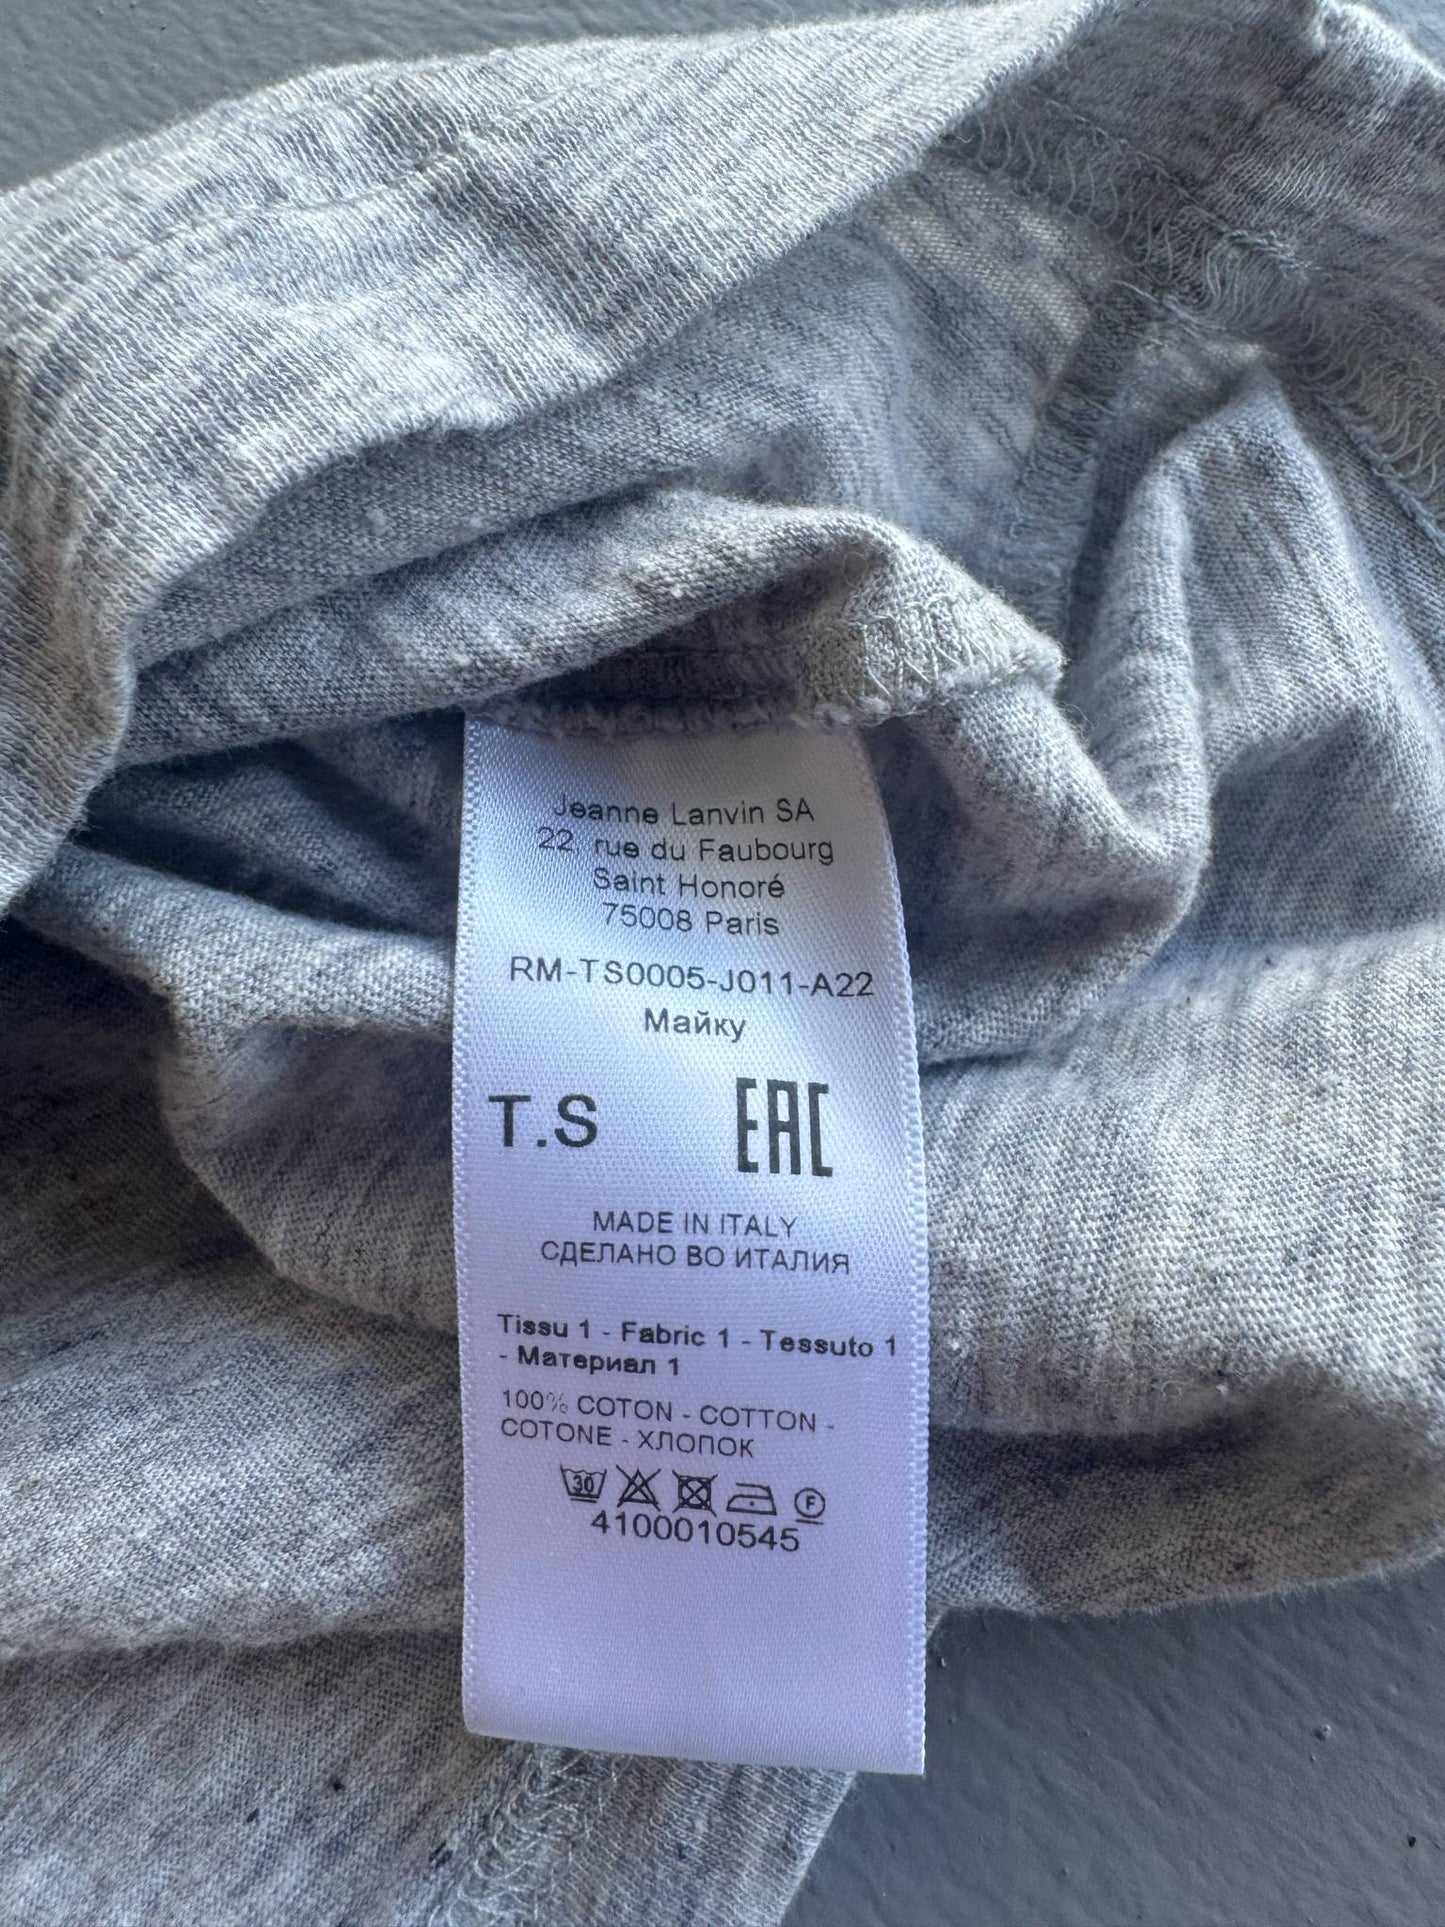 Jeanne Lanvin SA
22, rue du Faubourg
Saint Honoré
75008 Paris
RM-TS0005-J011-A22
Майку
T.S EAC
MADE IN ITALY
СДЕЛАНО ВО ИТАЛИЯ
Tissu 1 - Fabric 1 - Tessuto 1
- Материал 1
100% COTON - COTTON -
COTONE - ХЛОПОК
30 F
4100010545